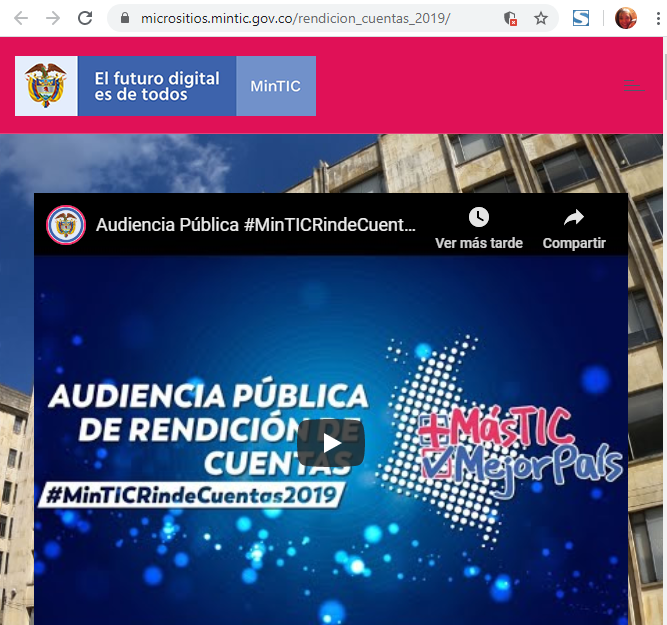 micrositios.mintic.gov.co/rendicion_cuentas_2019/
El futuro digital
es de todos
MinTIC
Audiencia Pública #MinTICRindeCuent...
Ver más tarde
Compartir
AUDIENCIA PÚBLICA
DE RENDICIÓN DE
CUENTAS
#MinTICRindeCuentas2019
+MásTIC
MejorPaís